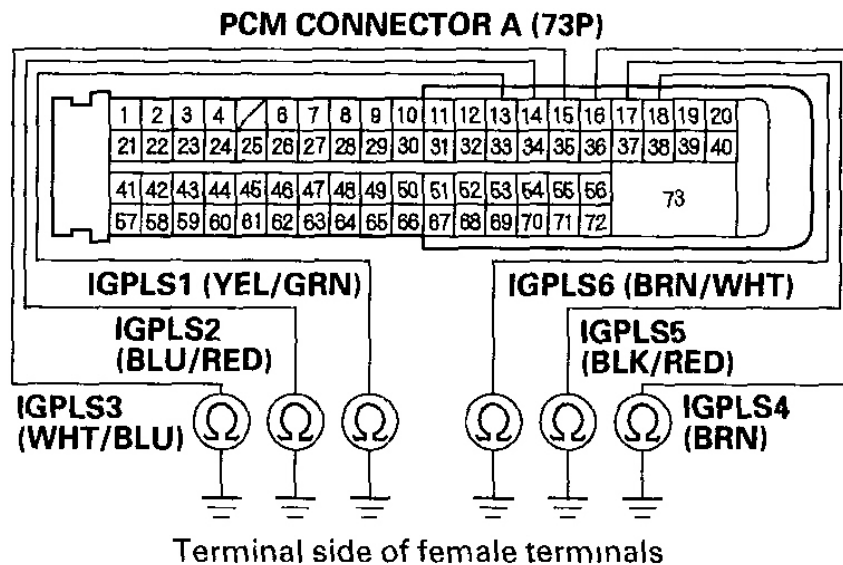 PCM CONNECTOR A (73P)
1 2 3 4 6 7 8 9 10 11 12 13 14 15 16 17 18 19 20
21 22 23 24 25 26 27 28 29 30 31 32 33 34 35 36 37 38 39 40
41 42 43 44 45 46 47 48 49 50 51 52 53 54 55 56 73
57 58 59 60 61 62 63 64 65 66 67 68 69 70 71 72
IGPLS1 (YEL/GRN) IGPLS6 (BRN/WHT)
IGPLS2 IGPLS5
(BLU/RED) (BLK/RED)
IGPLS3 Ω Ω Ω Ω Ω Ω IGPLS4
(WHT/BLU) (BRN)
Terminal side of female terminals